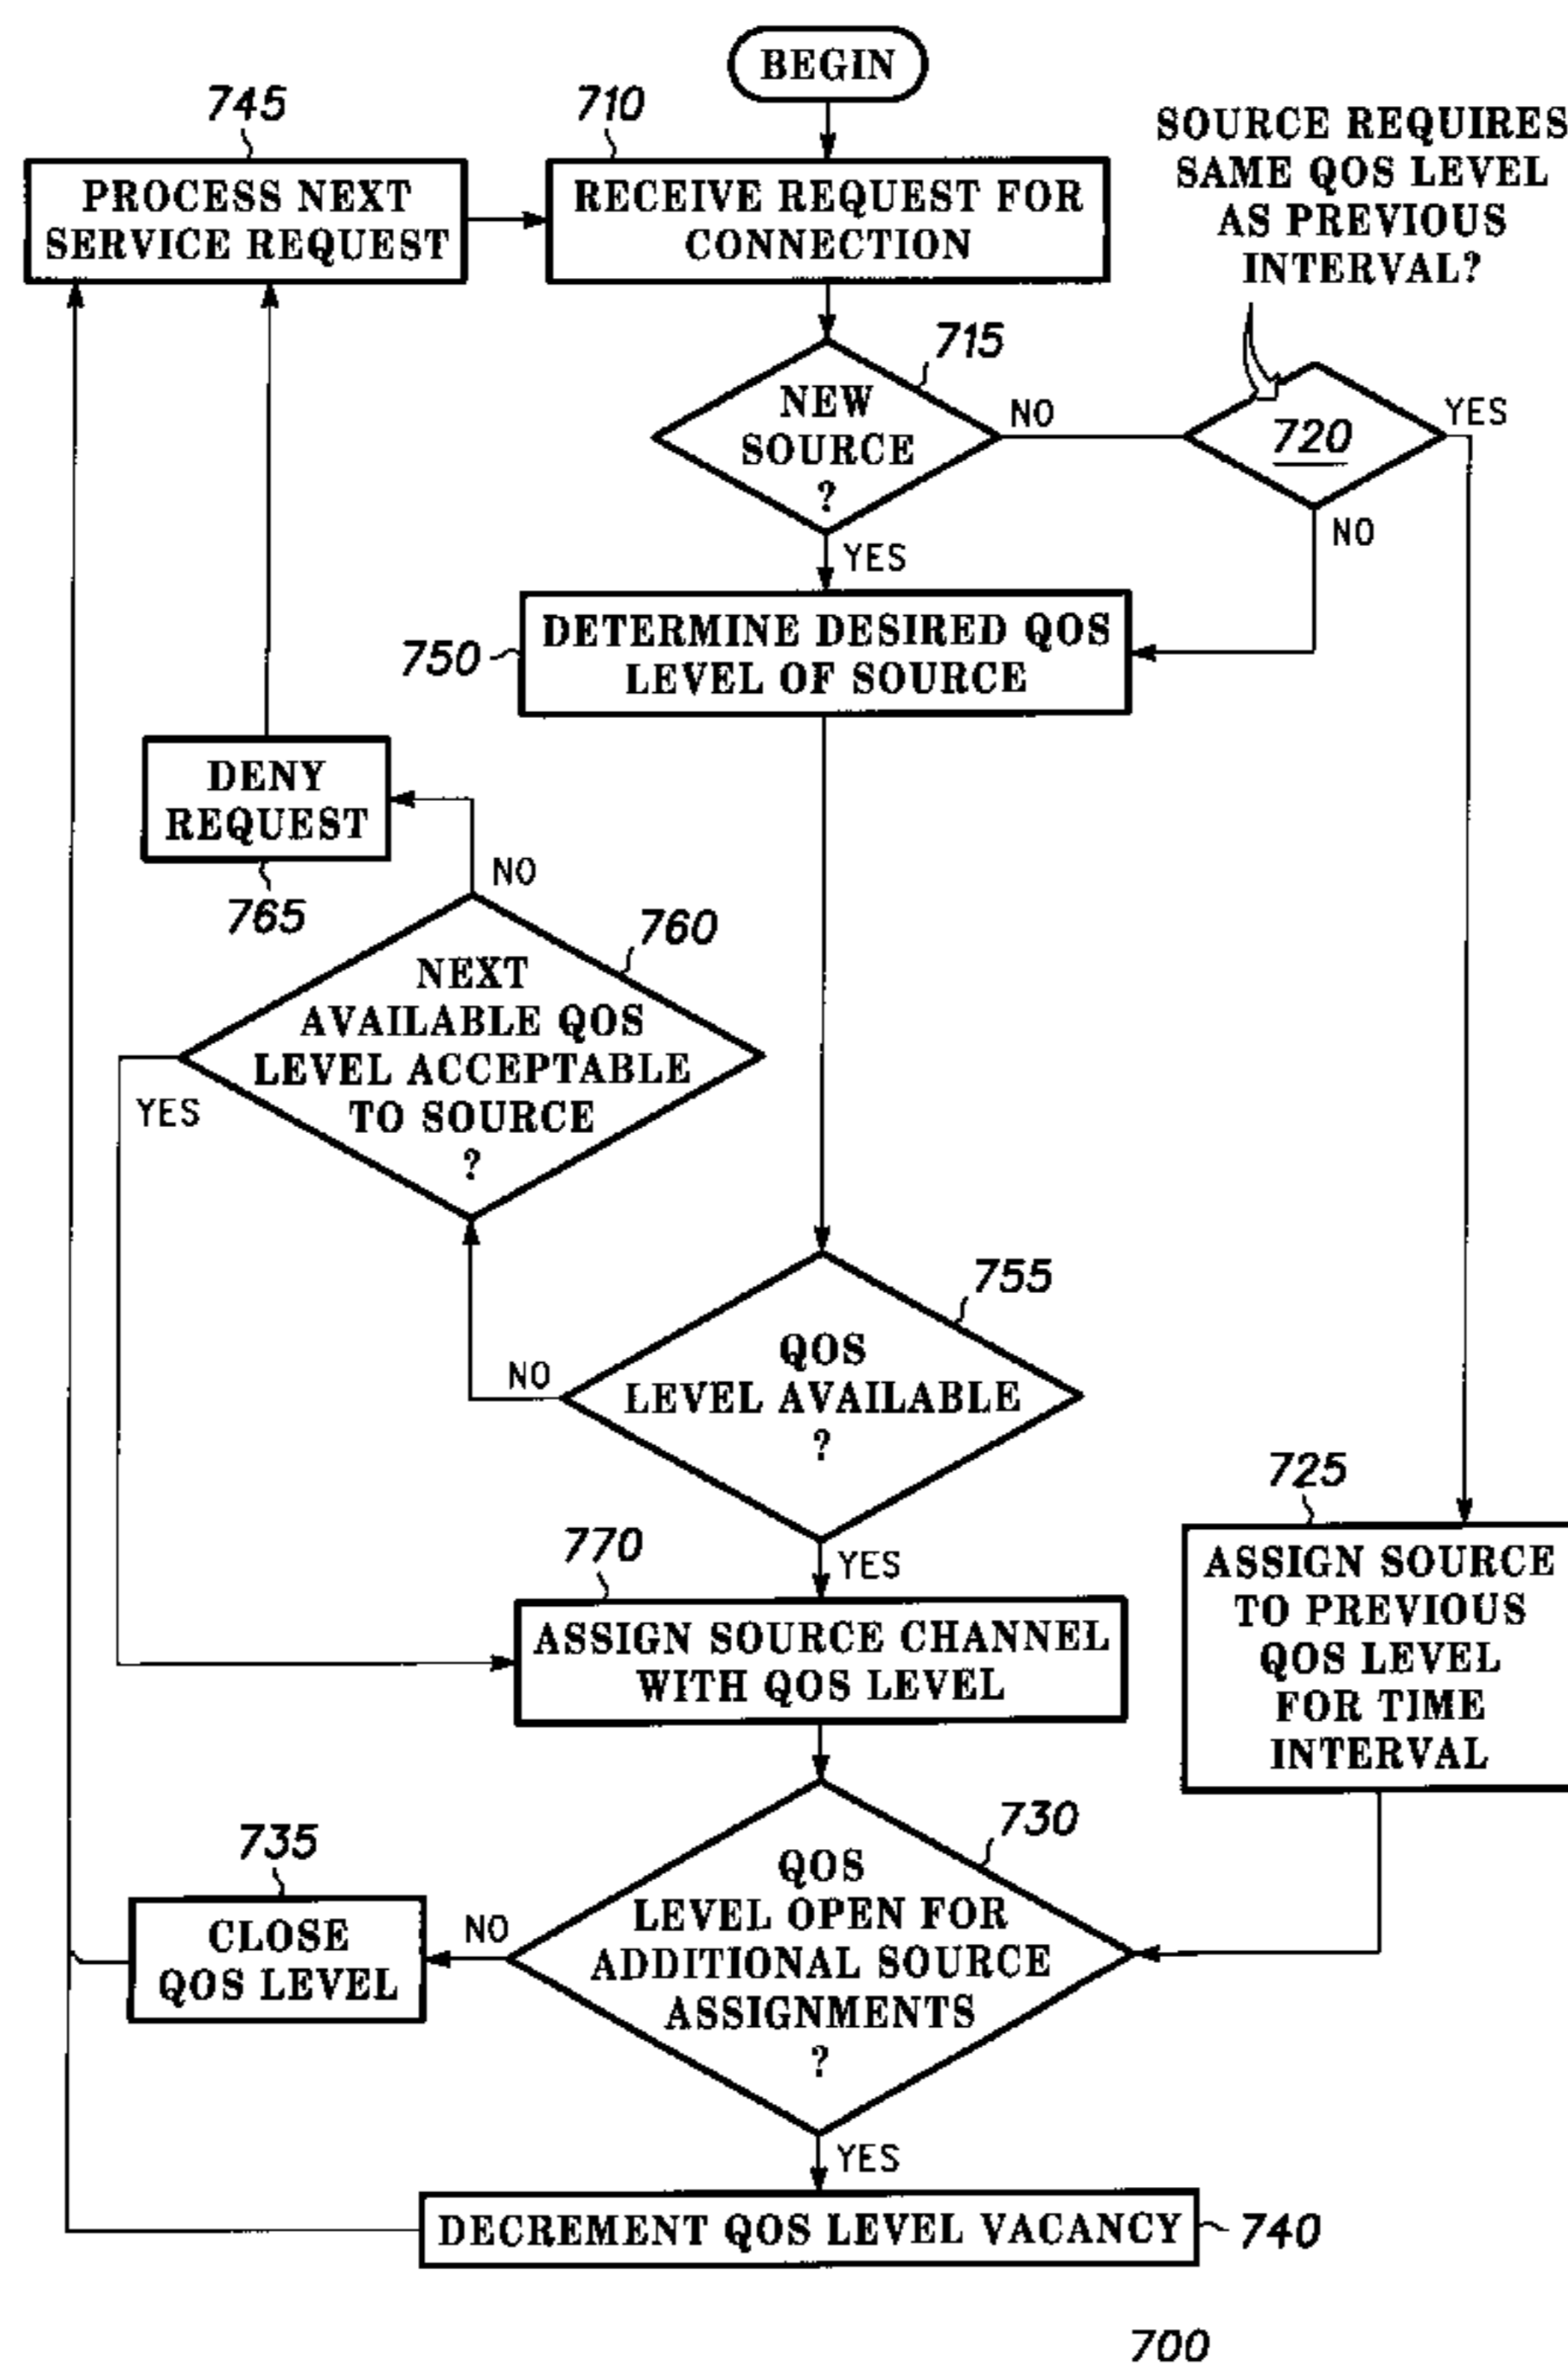 BEGIN
745
710
PROCESS NEXT
SERVICE REQUEST
RECEIVE REQUEST FOR
CONNECTION
SOURCE REQUIRES
SAME QOS LEVEL
AS PREVIOUS
INTERVAL?
715
NEW
SOURCE
?
NO
720
YES
NO
YES
750
DETERMINE DESIRED QOS
LEVEL OF SOURCE
DENY
REQUEST
765
NO
760
NEXT
AVAILABLE QOS
LEVEL ACCEPTABLE
TO SOURCE
?
YES
755
QOS
LEVEL AVAILABLE
?
NO
YES
725
ASSIGN SOURCE
TO PREVIOUS
QOS LEVEL
FOR TIME
INTERVAL
770
ASSIGN SOURCE CHANNEL
WITH QOS LEVEL
730
QOS
LEVEL OPEN FOR
ADDITIONAL SOURCE
ASSIGNMENTS
?
NO
735
CLOSE
QOS LEVEL
YES
DECREMENT QOS LEVEL VACANCY
740
700